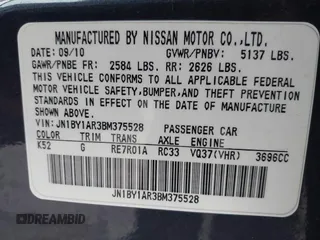 MANUFACTURED BY NISSAN MOTOR CO.,LTD.
DATE: 09/10 GVWR/PNBV: 5137 LBS.
GAWR/PNBE FR: 2584 LBS. RR: 2626 LBS.
THIS VEHICLE CONFORMS TO ALL APPLICABLE FEDERAL
MOTOR VEHICLE SAFETY,BUMPER,AND THEFT PREVENTION
STANDARDS IN EFFECT ON THE DATE OF MANUFACTURE
SHOWN ABOVE.
VIN: JN1BY1AR3BM375528 PASSENGER CAR
COLOR TRIM TRANS AXLE ENGINE
K52 G RE7R01A RC33 VQ37(VHR) 3696CC
JN1BY1AR3BM375528
© DREAMBID